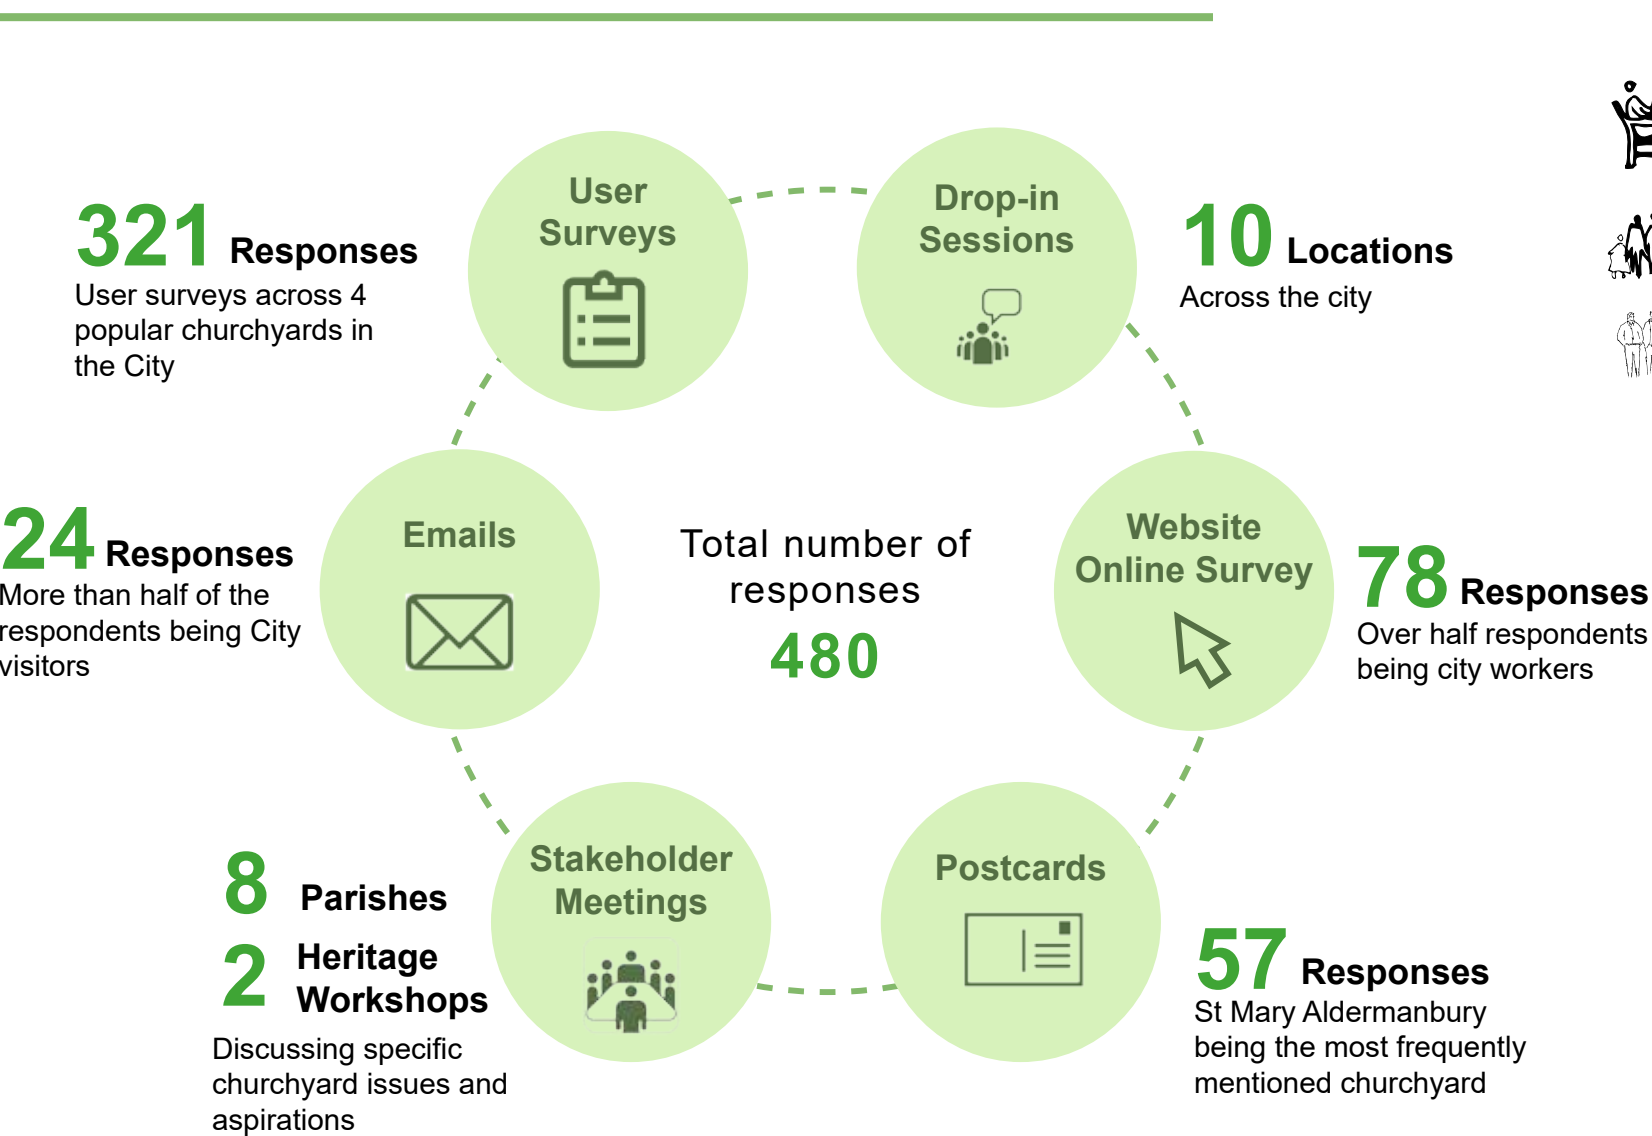 User
Surveys
321 Responses
User surveys across 4
popular churchyards in
the City
Drop-in
Sessions
10 Locations
Across the city
Emails
24 Responses
More than half of the
respondents being City
visitors
Total number of
responses
480
Website
Online Survey
78 Responses
Over half respondents
being city workers
Stakeholder
Meetings
8 Parishes
2 Heritage
Workshops
Discussing specific
churchyard issues and
aspirations
Postcards
57 Responses
St Mary Aldermanbury
being the most frequently
mentioned churchyard